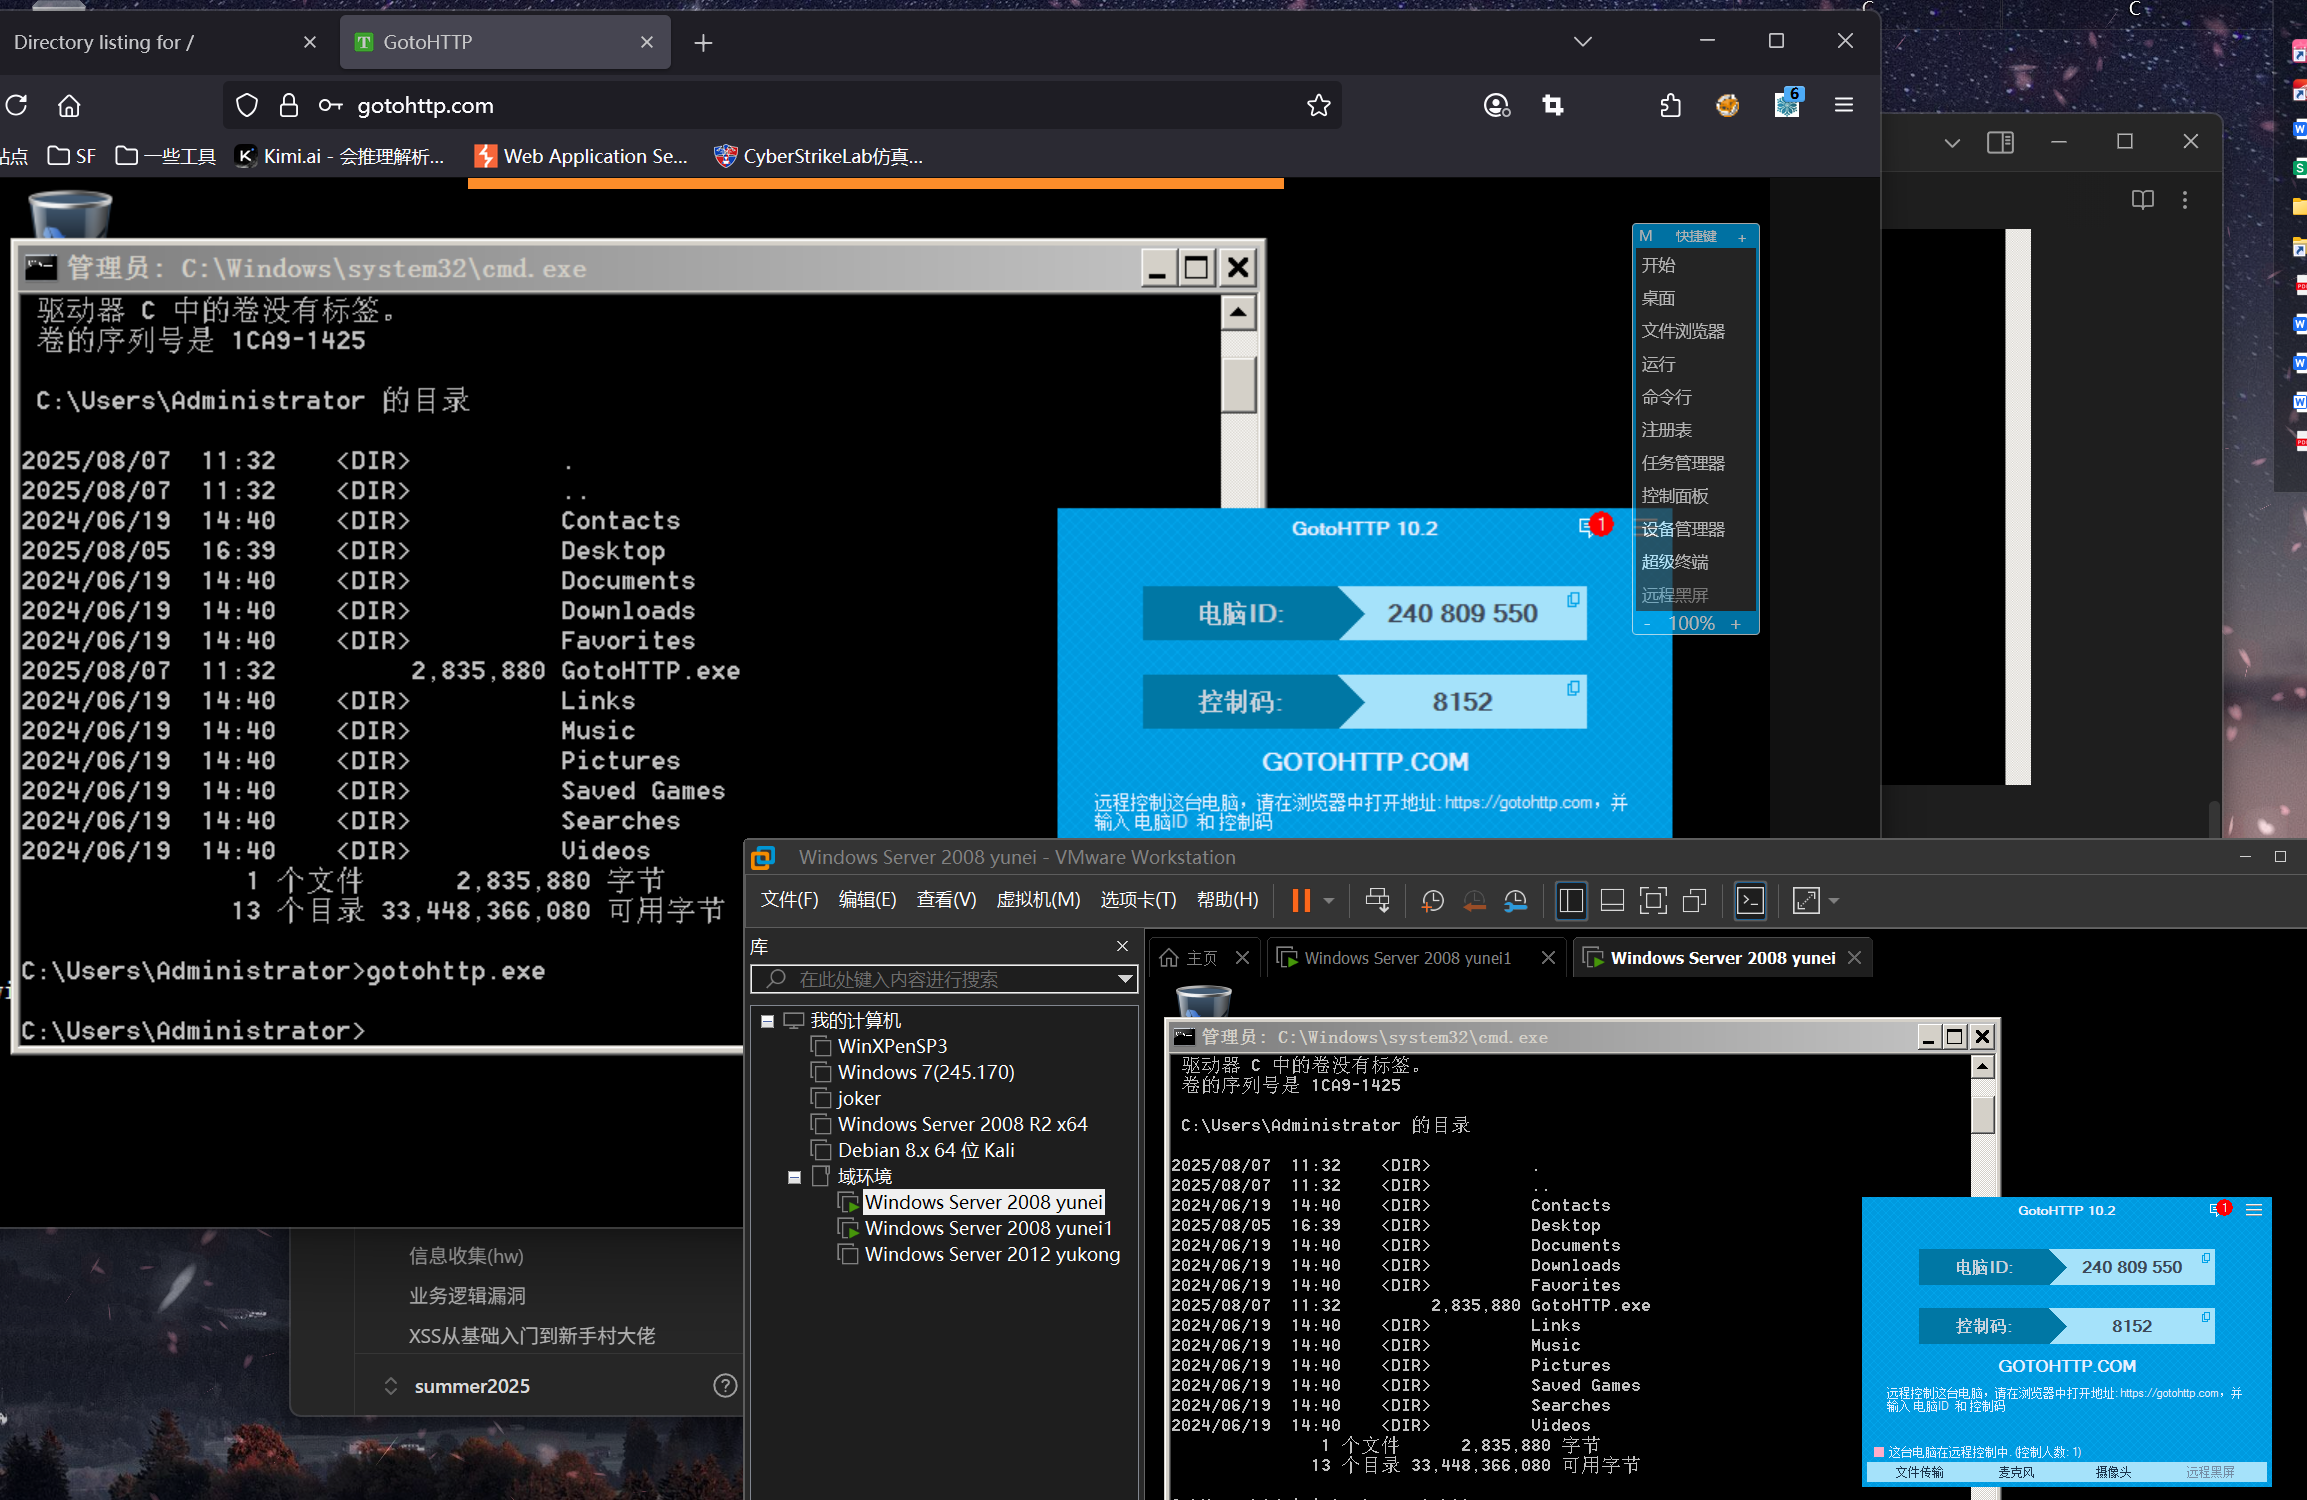 C
C
Directory listing for /
GotoHTTP
gotohttp.com
6
站点
SF
一些工具
Kimi.ai - 会推理解析...
Web Application Se...
CyberStrikeLab仿真...
管理员: C:\Windows\system32\cmd.exe
驱动器 C 中的卷没有标签。
卷的序列号是 1CA9-1425
C:\Users\Administrator 的目录
2025/08/07 11:32 <DIR> .
2025/08/07 11:32 <DIR> ..
2024/06/19 14:40 <DIR> Contacts
2025/08/05 16:39 <DIR> Desktop
2024/06/19 14:40 <DIR> Documents
2024/06/19 14:40 <DIR> Downloads
2024/06/19 14:40 <DIR> Favorites
2025/08/07 11:32 2,835,880 GotoHTTP.exe
2024/06/19 14:40 <DIR> Links
2024/06/19 14:40 <DIR> Music
2024/06/19 14:40 <DIR> Pictures
2024/06/19 14:40 <DIR> Saved Games
2024/06/19 14:40 <DIR> Searches
2024/06/19 14:40 <DIR> Videos
1 个文件 2,835,880 字节
13 个目录 33,448,366,080 可用字节
C:\Users\Administrator>gotohttp.exe
C:\Users\Administrator>
M 快捷键 +
开始
桌面
文件浏览器
运行
命令行
注册表
任务管理器
控制面板
设备管理器
超级终端
远程黑屏
- 100% +
GotoHTTP 10.2
1
电脑ID: 240 809 550
控制码: 8152
GOTOHTTP.COM
远程控制这台电脑，请在浏览器中打开地址: https://gotohttp.com，并
输入 电脑ID 和 控制码
信息收集(hw)
业务逻辑漏洞
XSS从基础入门到新手村大佬
summer2025
Windows Server 2008 yunei - VMware Workstation
文件(F) 编辑(E) 查看(V) 虚拟机(M) 选项卡(T) 帮助(H)
库
在此处键入内容进行搜索
我的计算机
WinXPenSP3
Windows 7(245.170)
joker
Windows Server 2008 R2 x64
Debian 8.x 64 位 Kali
域环境
Windows Server 2008 yunei
Windows Server 2008 yunei1
Windows Server 2012 yukong
主页
Windows Server 2008 yunei1
Windows Server 2008 yunei
管理员: C:\Windows\system32\cmd.exe
驱动器 C 中的卷没有标签。
卷的序列号是 1CA9-1425
C:\Users\Administrator 的目录
2025/08/07 11:32 <DIR> .
2025/08/07 11:32 <DIR> ..
2024/06/19 14:40 <DIR> Contacts
2025/08/05 16:39 <DIR> Desktop
2024/06/19 14:40 <DIR> Documents
2024/06/19 14:40 <DIR> Downloads
2024/06/19 14:40 <DIR> Favorites
2025/08/07 11:32 2,835,880 GotoHTTP.exe
2024/06/19 14:40 <DIR> Links
2024/06/19 14:40 <DIR> Music
2024/06/19 14:40 <DIR> Pictures
2024/06/19 14:40 <DIR> Saved Games
2024/06/19 14:40 <DIR> Searches
2024/06/19 14:40 <DIR> Videos
1 个文件 2,835,880 字节
13 个目录 33,448,366,080 可用字节
GotoHTTP 10.2
1
电脑ID: 240 809 550
控制码: 8152
GOTOHTTP.COM
远程控制这台电脑，请在浏览器中打开地址: https://gotohttp.com，并
输入 电脑ID 和 控制码
这台电脑在远程控制中. (控制人数: 1)
文件传输 麦克风 摄像头 远程黑屏